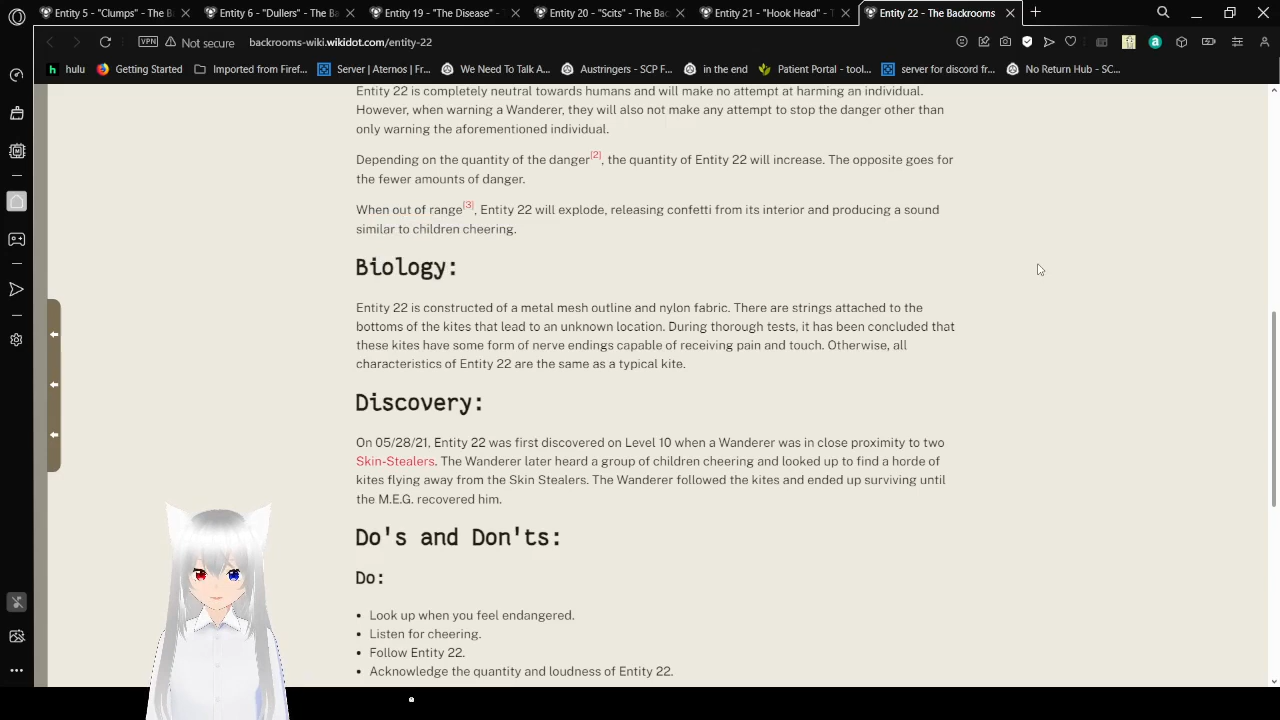 Entity 5 - "Clumps" - The B
Entity 6 - "Dullers" - The Ba
Entity 19 - "The Disease" -
Entity 20 - "Scits" - The Bac
Entity 21 - "Hook Head" -
Entity 22 - The Backrooms
VPN
Not secure
backrooms-wiki.wikidot.com/entity-22
hulu
Getting Started
Imported from Firef...
Server | Aternos | Fr...
We Need To Talk A...
Austringers - SCP F...
in the end
Patient Portal - tool...
server for discord fr...
No Return Hub - SC...
Entity 22 is completely neutral towards humans and will make no attempt at harming an individual.
However, when warning a Wanderer, they will also not make any attempt to stop the danger other than
only warning the aforementioned individual.
Depending on the quantity of the danger[2], the quantity of Entity 22 will increase. The opposite goes for
the fewer amounts of danger.
When out of range[3], Entity 22 will explode, releasing confetti from its interior and producing a sound
similar to children cheering.
Biology:
Entity 22 is constructed of a metal mesh outline and nylon fabric. There are strings attached to the
bottoms of the kites that lead to an unknown location. During thorough tests, it has been concluded that
these kites have some form of nerve endings capable of receiving pain and touch. Otherwise, all
characteristics of Entity 22 are the same as a typical kite.
Discovery:
On 05/28/21, Entity 22 was first discovered on Level 10 when a Wanderer was in close proximity to two
Skin-Stealers. The Wanderer later heard a group of children cheering and looked up to find a horde of
kites flying away from the Skin Stealers. The Wanderer followed the kites and ended up surviving until
the M.E.G. recovered him.
Do's and Don'ts:
Do:
• Look up when you feel endangered.
• Listen for cheering.
• Follow Entity 22.
• Acknowledge the quantity and loudness of Entity 22.